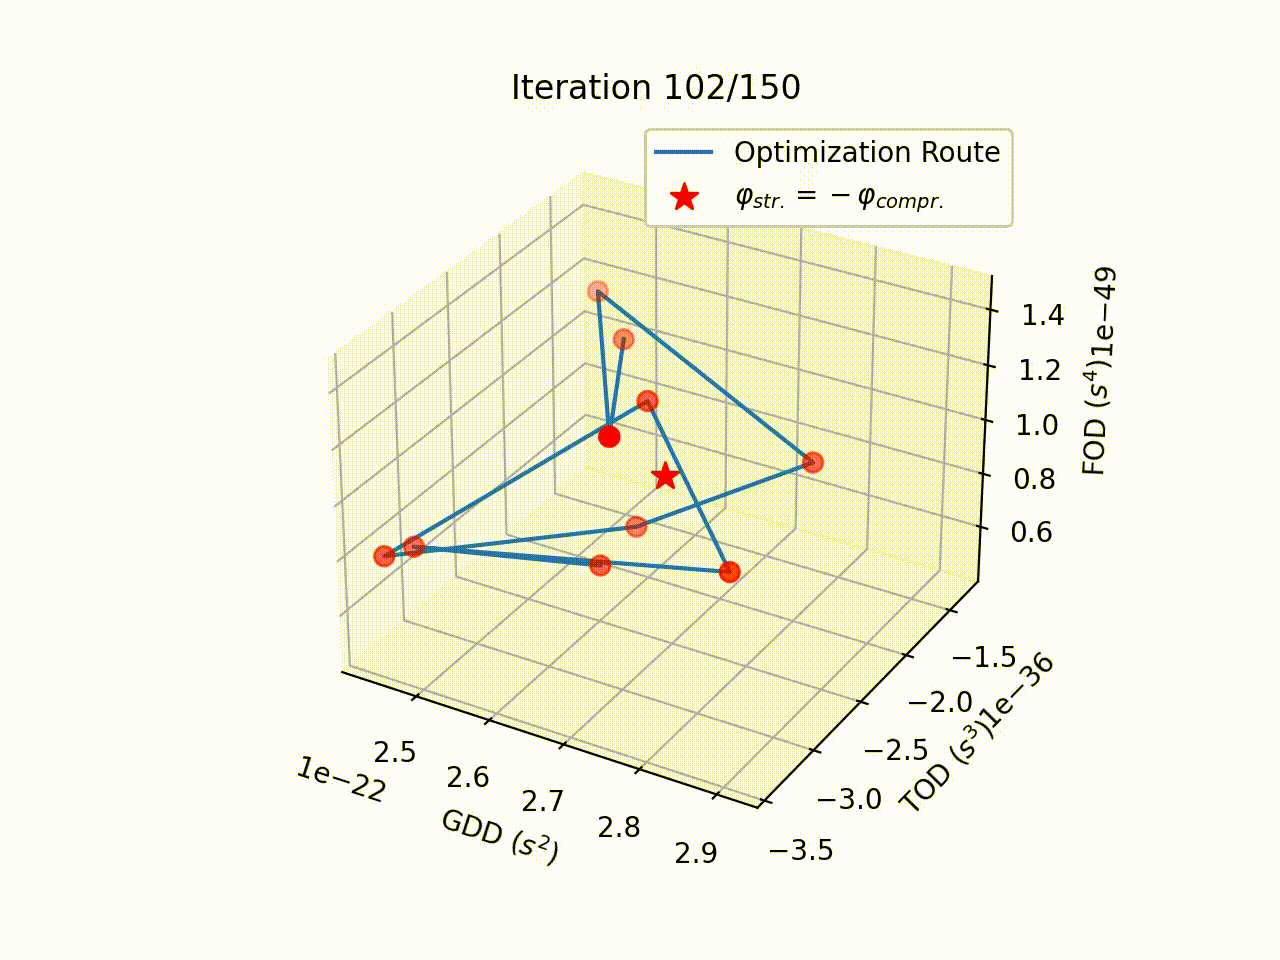 Iteration 102/150
Optimization Route
φstr. = −φcompr.
1.4
1.2
1.0
0.8
0.6
FOD (s⁴)1e−49
−1.5
−2.0
−2.5
−3.0
−3.5
TOD (s³)1e−36
2.5
2.6
2.7
2.8
2.9
1e−22
GDD (s²)